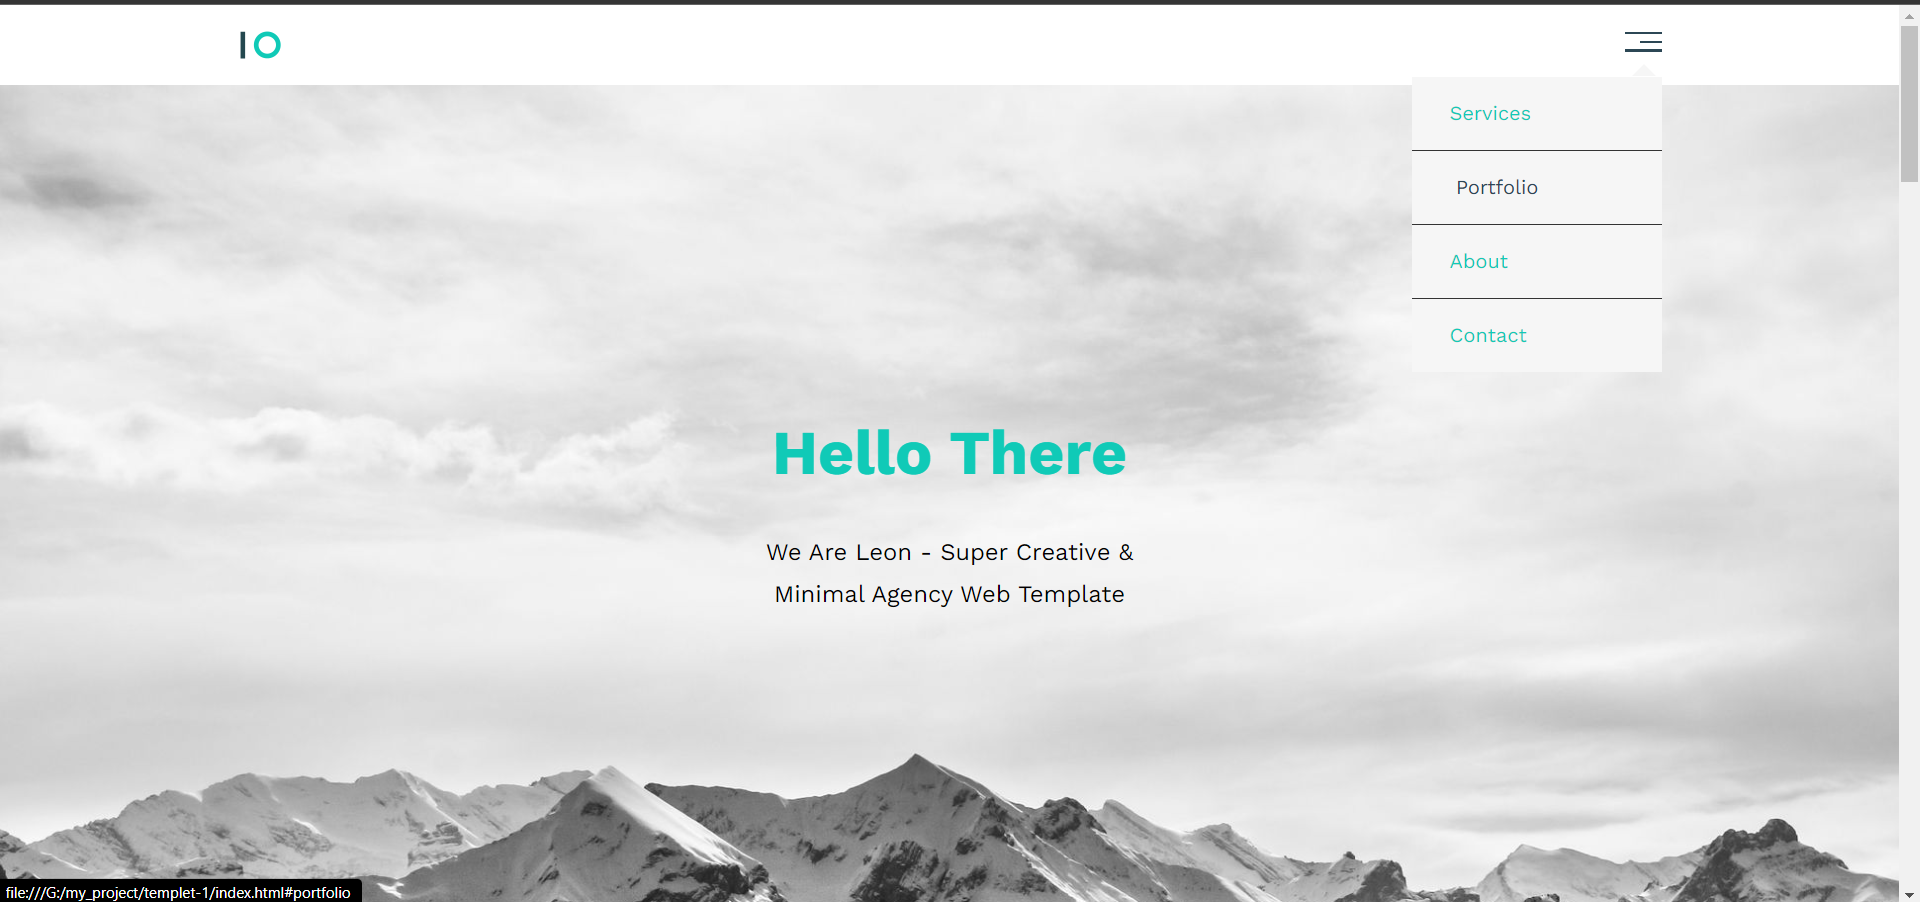 IO
Services
Portfolio
About
Contact
Hello There
We Are Leon - Super Creative &
Minimal Agency Web Template
file:///G:/my_project/templet-1/index.html#portfolio